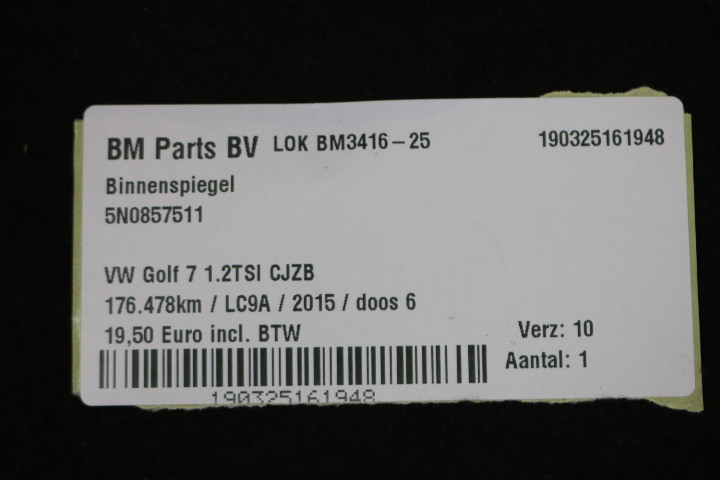 BM Parts BV LOK BM3416-25 190325161948
Binnenspiegel
5N0857511
VW Golf 7 1.2TSI CJZB
176.478km / LC9A / 2015 / doos 6
19,50 Euro incl. BTW Verz: 10
Aantal: 1
190325161948